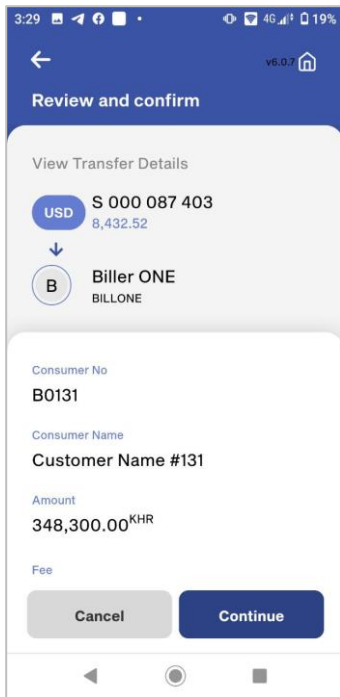 3:29 4G 19%
v6.0.7
Review and confirm
View Transfer Details
USD S 000 087 403
8,432.52
B Biller ONE
BILLONE
Consumer No
B0131
Consumer Name
Customer Name #131
Amount
348,300.00KHR
Fee
Cancel Continue